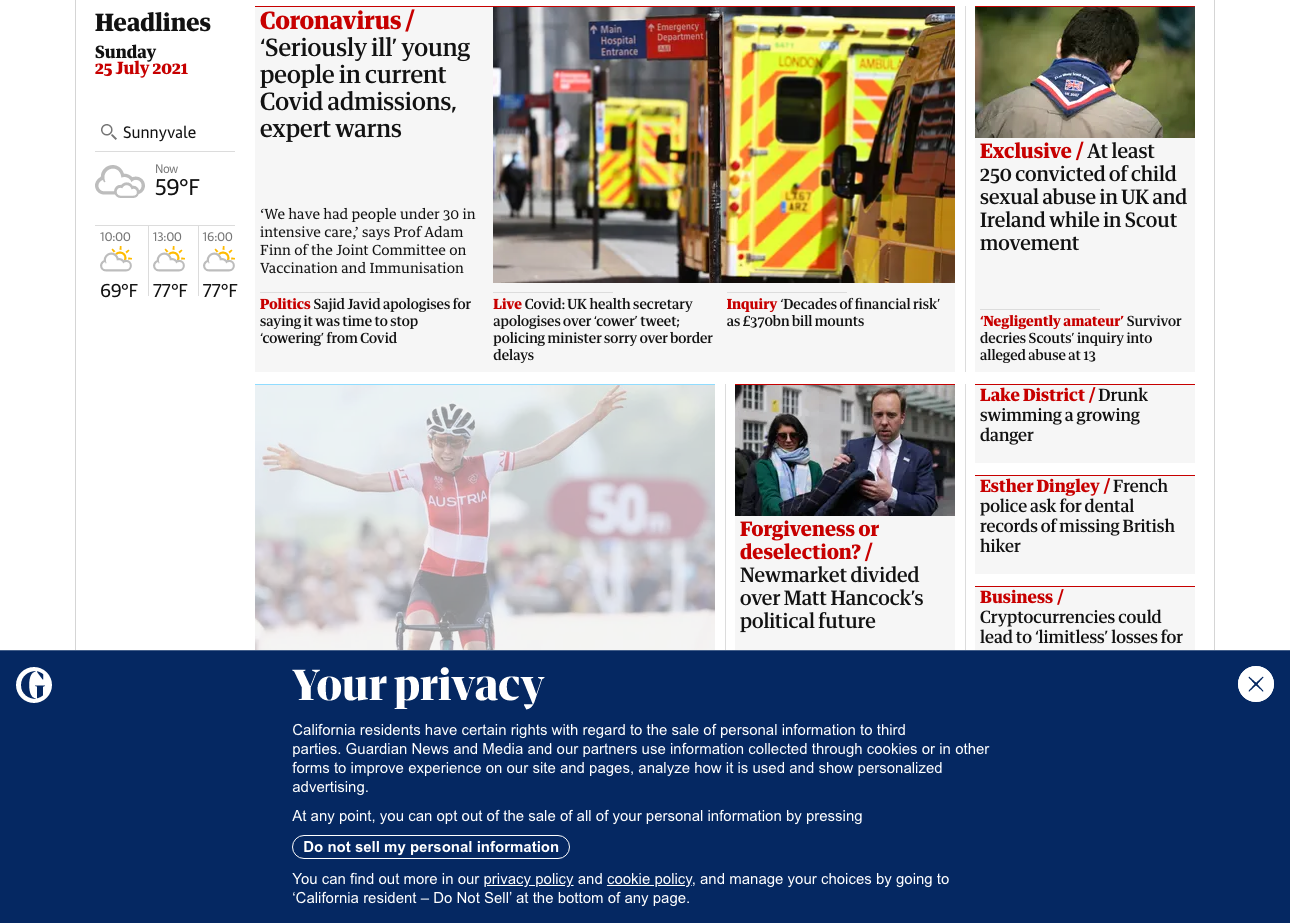 Headlines
Sunday
25 July 2021
Sunnyvale
Now
59°F
10:00
13:00
16:00
69°F
77°F
77°F
Coronavirus /
‘Seriously ill’ young
people in current
Covid admissions,
expert warns
‘We have had people under 30 in
intensive care,’ says Prof Adam
Finn of the Joint Committee on
Vaccination and Immunisation
Main
Hospital
Entrance
Emergency
Department
A&E
LONDON
AMBULA
LX67
ARZ
Politics Sajid Javid apologises for
saying it was time to stop
‘cowering’ from Covid
Live Covid: UK health secretary
apologises over ‘cower’ tweet;
policing minister sorry over border
delays
Inquiry ‘Decades of financial risk’
as £370bn bill mounts
Exclusive / At least
250 convicted of child
sexual abuse in UK and
Ireland while in Scout
movement
‘Negligently amateur’ Survivor
decries Scouts’ inquiry into
alleged abuse at 13
AUSTRIA
50m
Forgiveness or
deselection? /
Newmarket divided
over Matt Hancock’s
political future
Lake District / Drunk
swimming a growing
danger
Esther Dingley / French
police ask for dental
records of missing British
hiker
Business /
Cryptocurrencies could
lead to ‘limitless’ losses for
Your privacy
California residents have certain rights with regard to the sale of personal information to third
parties. Guardian News and Media and our partners use information collected through cookies or in other
forms to improve experience on our site and pages, analyze how it is used and show personalized
advertising.
At any point, you can opt out of the sale of all of your personal information by pressing
Do not sell my personal information
You can find out more in our privacy policy and cookie policy, and manage your choices by going to
‘California resident – Do Not Sell’ at the bottom of any page.